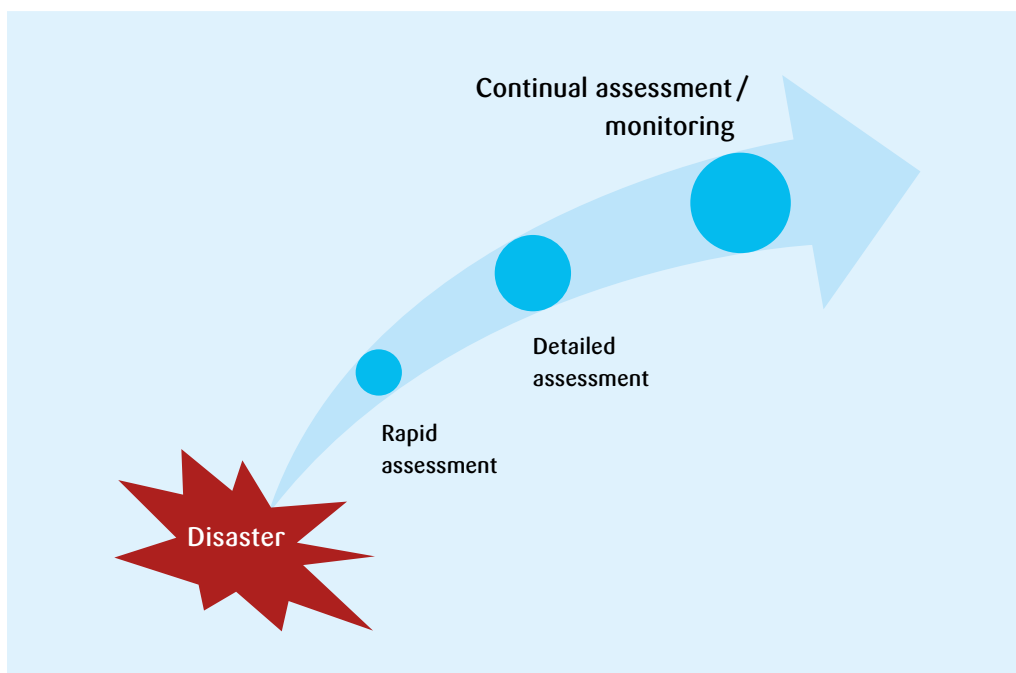 Continual assessment/
monitoring
Detailed
assessment
Rapid
assessment
Disaster